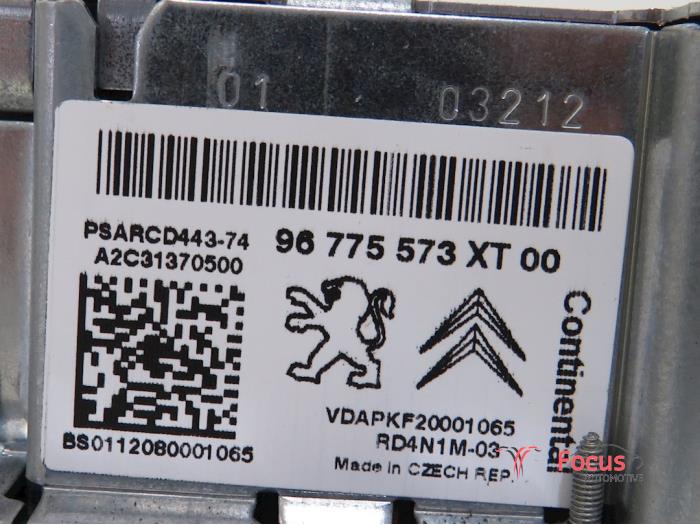 01 03212
PSARCD443-74
A2C31370500
96 775 573 XT 00
Continental
BS0112080001065
VDAPKF20001065
RD4N1M-03
Made in CZECH REP.
Focus
AUTOMOTIVE